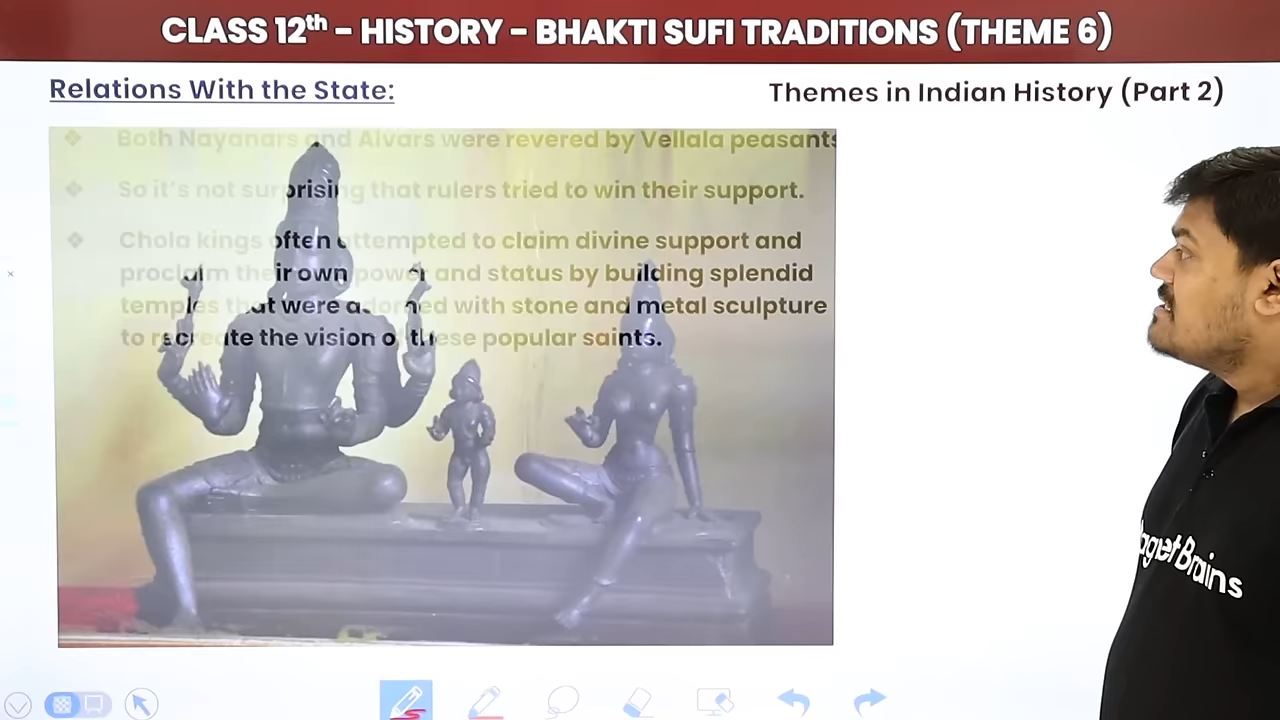 CLASS 12th - HISTORY - BHAKTI SUFI TRADITIONS (THEME 6)
Relations With the State:
Themes in Indian History (Part 2)
❖ Both Nayanars and Alvars were revered by Vellala peasants
❖ So it's not surprising that rulers tried to win their support.
❖ Chola kings often attempted to claim divine support and
proclaim their own power and status by building splendid
temples that were adorned with stone and metal sculpture
to recreate the vision of these popular saints.
agnet Brains